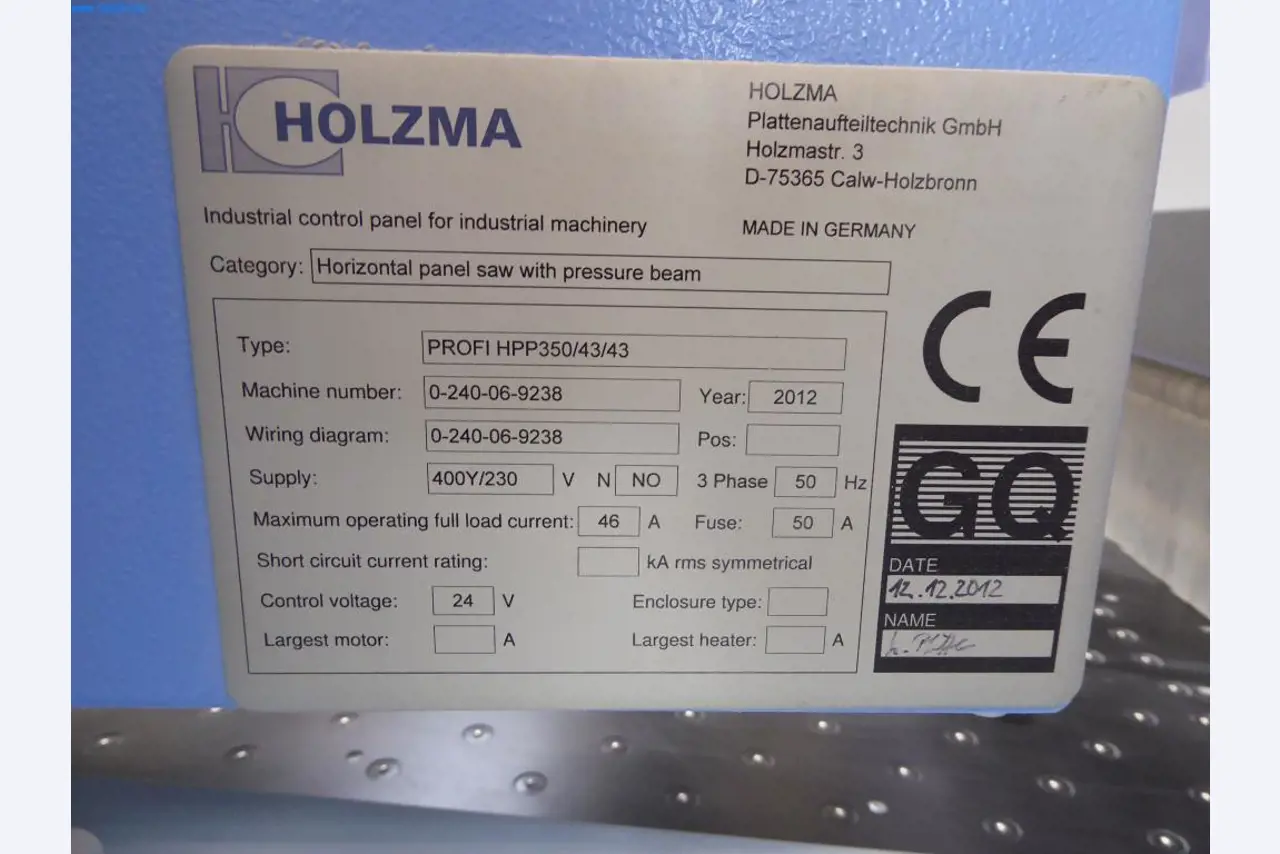 HOLZMA
HOLZMA
Plattenaufteiltechnik GmbH
Holzmastr. 3
D-75365 Calw-Holzbronn
Industrial control panel for industrial machinery
MADE IN GERMANY
Category: Horizontal panel saw with pressure beam
CE
Type: PROFI HPP350/43/43
Machine number: 0-240-06-9238 Year: 2012
Wiring diagram: 0-240-06-9238 Pos:
Supply: 400Y/230 V N NO 3 Phase 50 Hz
Maximum operating full load current: 46 A Fuse: 50 A
Short circuit current rating: kA rms symmetrical
Control voltage: 24 V Enclosure type:
Largest motor: A Largest heater: A
GQ
DATE
12.12.2012
NAME